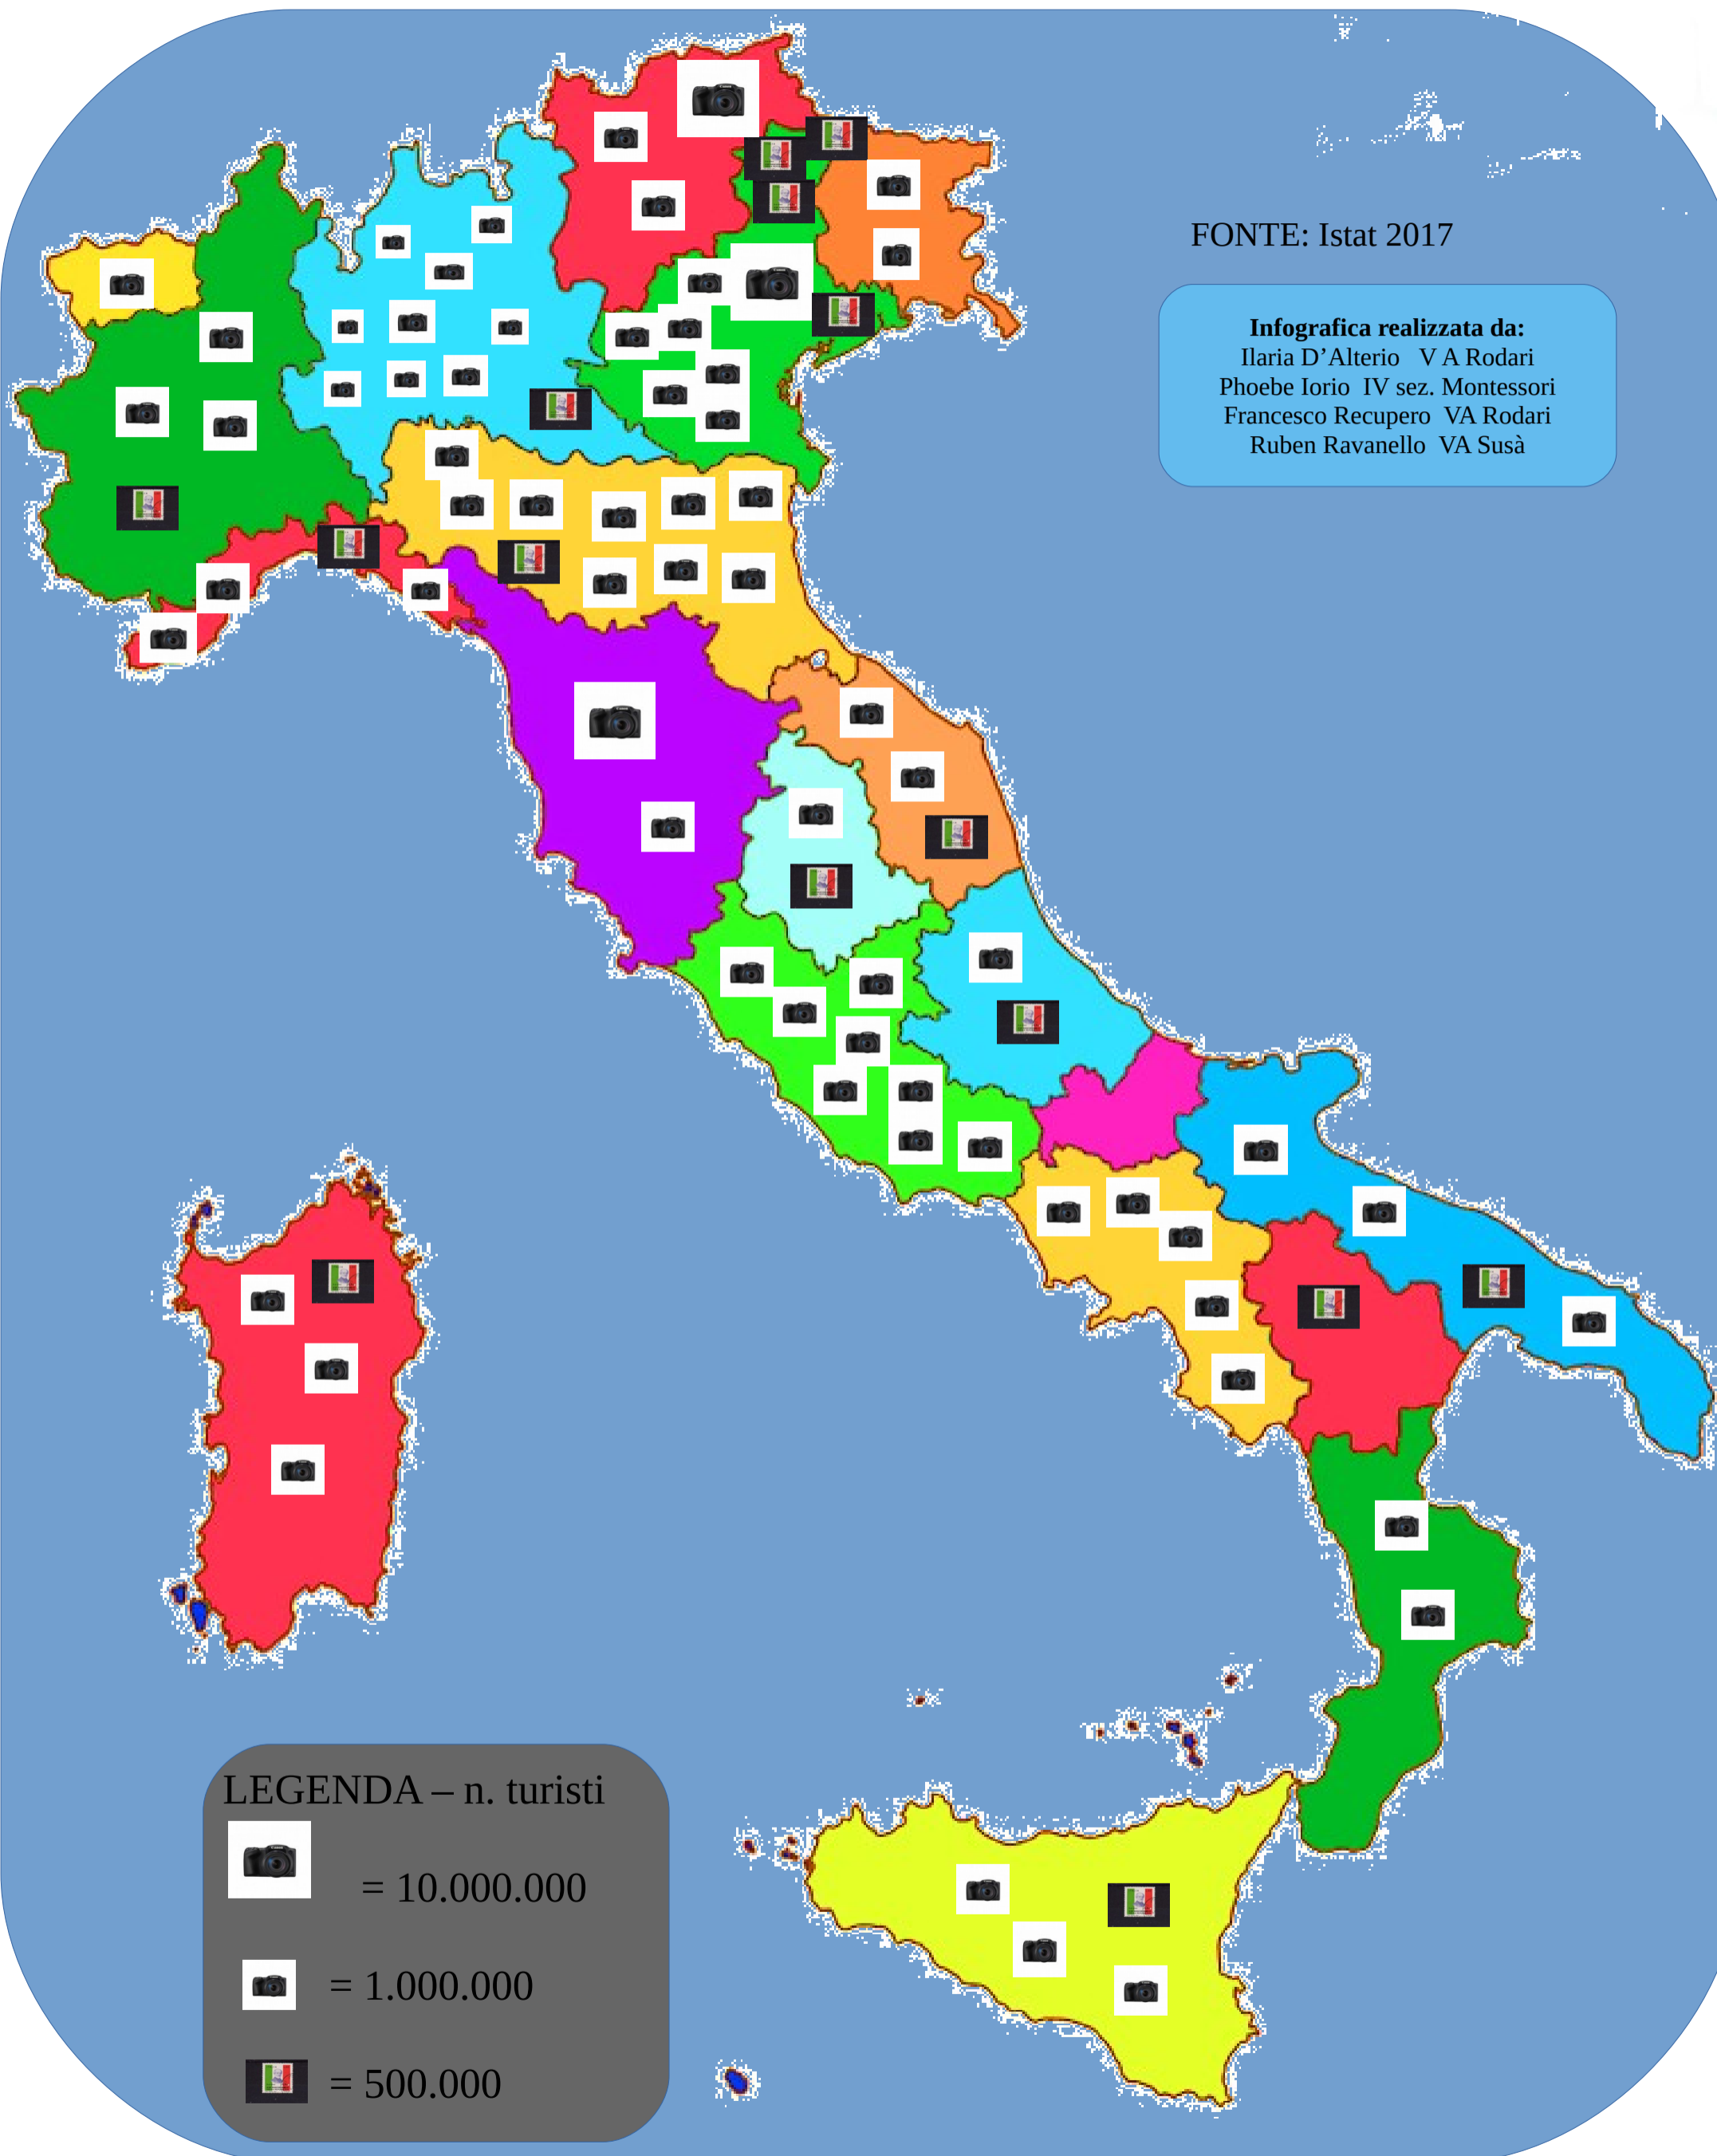 FONTE: Istat 2017
Infografica realizzata da:
Ilaria D’Alterio V A Rodari
Phoebe Iorio IV sez. Montessori
Francesco Recupero VA Rodari
Ruben Ravanello VA Susà
LEGENDA – n. turisti
= 10.000.000
= 1.000.000
= 500.000